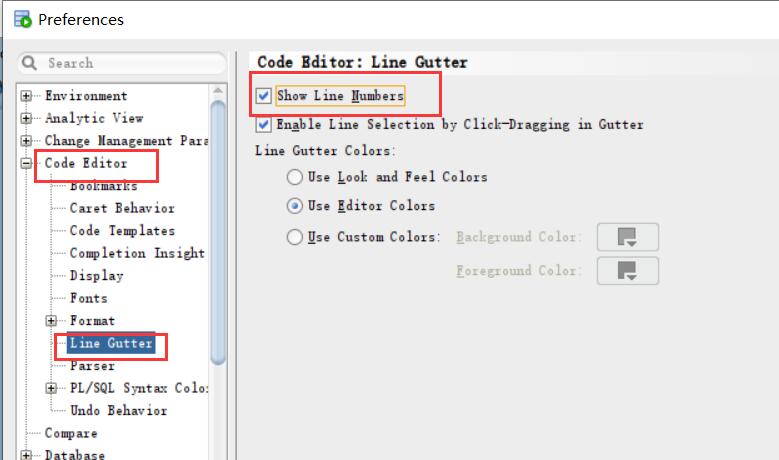 Preferences
Search
Environment
Analytic View
Change Management Para
Code Editor
Bookmarks
Caret Behavior
Code Templates
Completion Insight
Display
Fonts
Format
Line Gutter
Parser
PL/SQL Syntax Colo
Undo Behavior
Compare
Database
Code Editor: Line Gutter
Show Line Numbers
Enable Line Selection by Click-Dragging in Gutter
Line Gutter Colors:
Use Look and Feel Colors
Use Editor Colors
Use Custom Colors: Background Color:
Foreground Color: